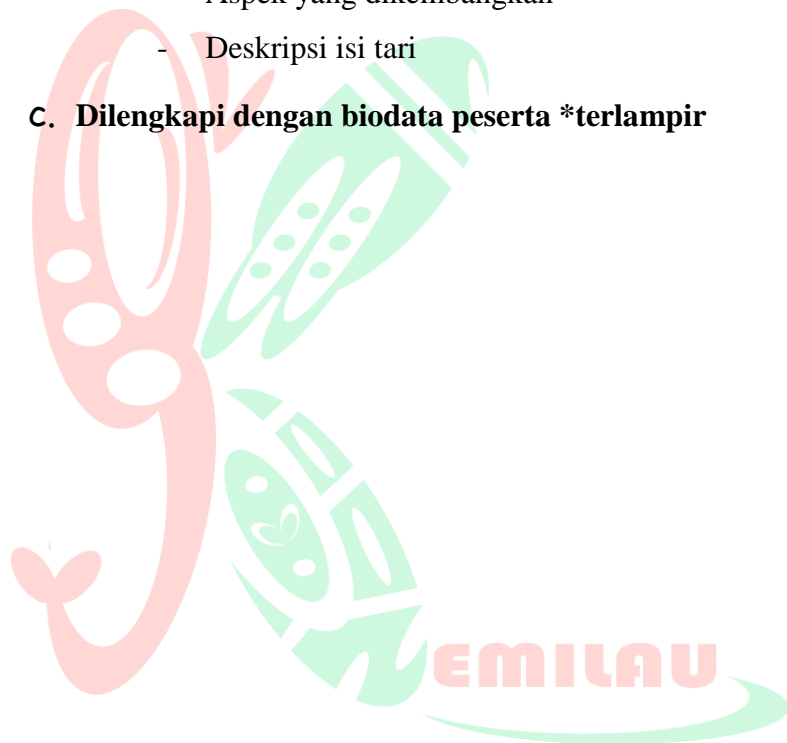 Aspek yang dikembangkan
- Deskripsi isi tari
C. Dilengkapi dengan biodata peserta *terlampir
EMILAU